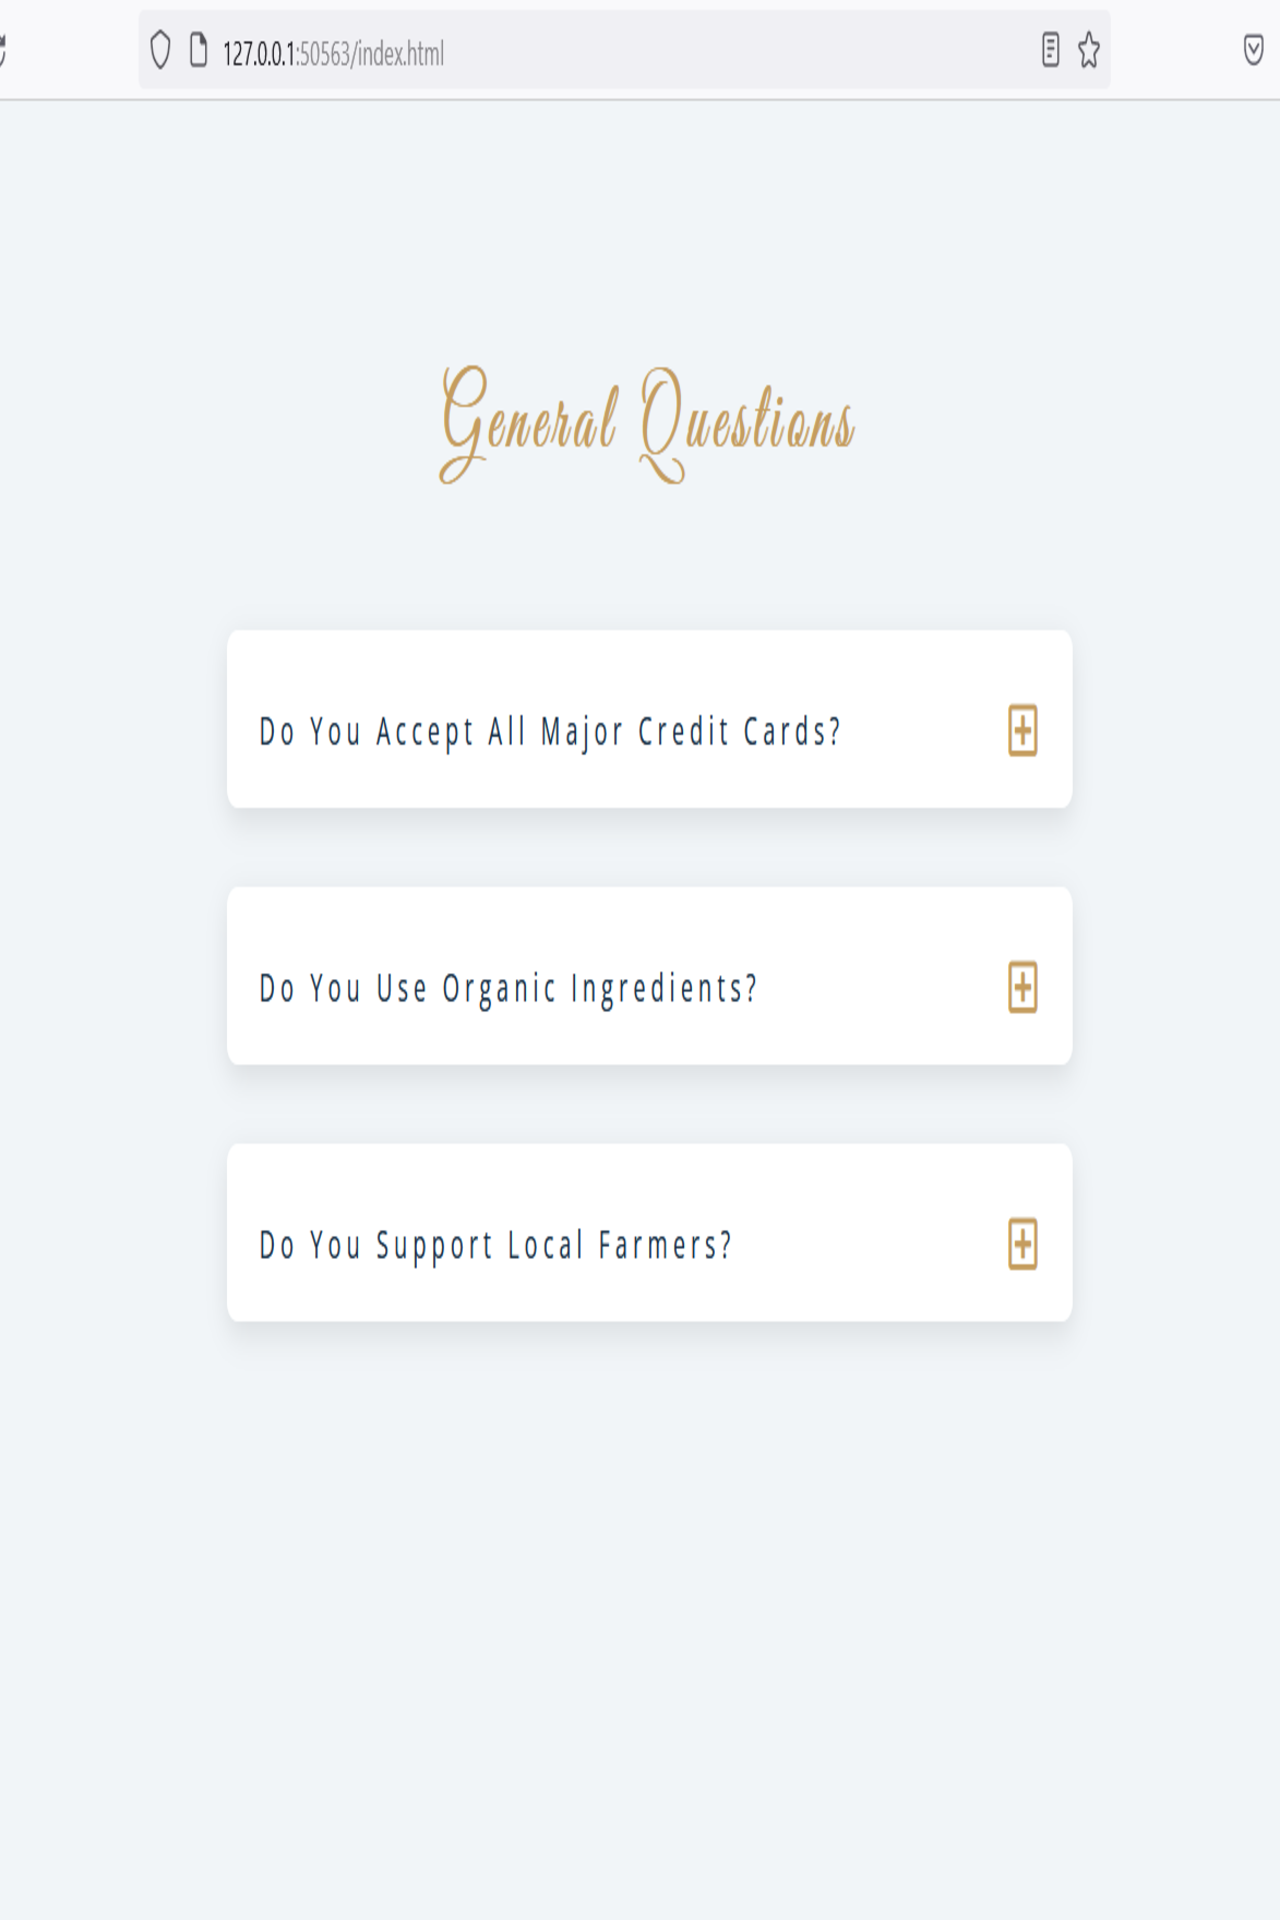 127.0.0.1:50563/index.html
General Questions
Do You Accept All Major Credit Cards?
Do You Use Organic Ingredients?
Do You Support Local Farmers?